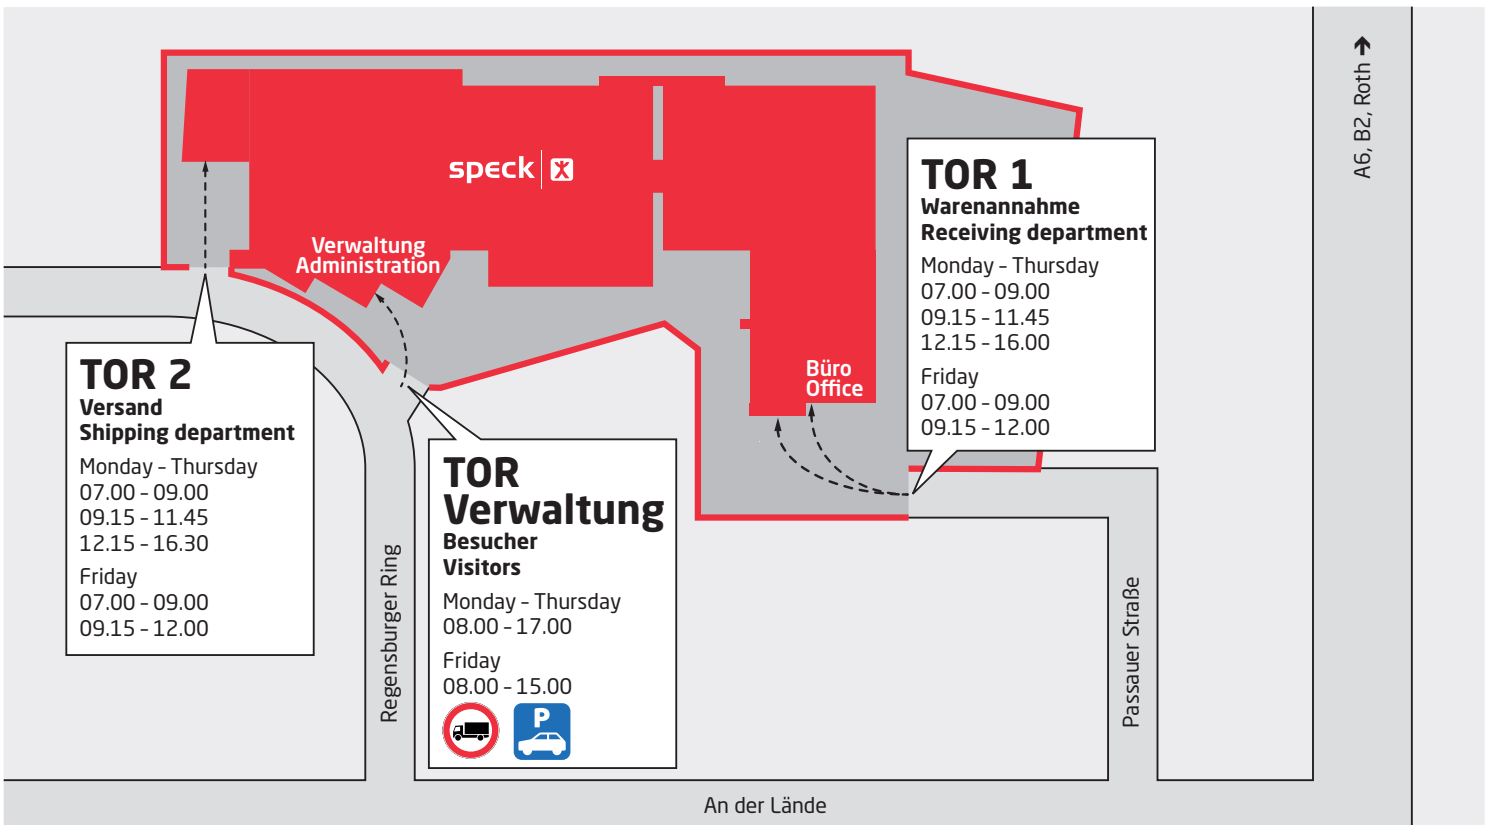 A6, B2, Roth →
speck
Verwaltung
Administration
Büro
Office
TOR 1
Warenannahme
Receiving department
Monday – Thursday
07.00 – 09.00
09.15 – 11.45
12.15 – 16.00
Friday
07.00 – 09.00
09.15 – 12.00
TOR 2
Versand
Shipping department
Monday – Thursday
07.00 – 09.00
09.15 – 11.45
12.15 – 16.30
Friday
07.00 – 09.00
09.15 – 12.00
TOR
Verwaltung
Besucher
Visitors
Monday – Thursday
08.00 – 17.00
Friday
08.00 – 15.00
P
Regensburger Ring
Passauer Straße
An der Lände